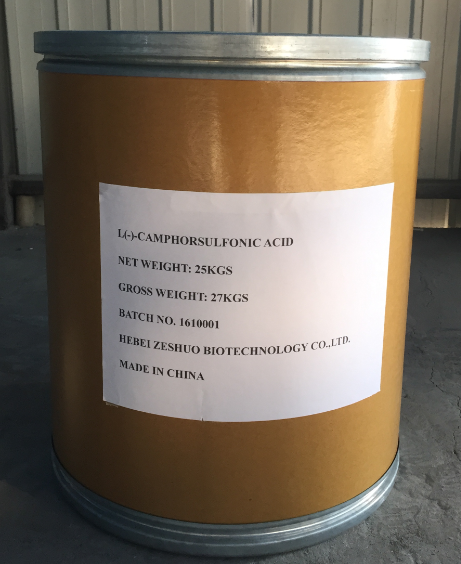 L(-)-CAMPHORSULFONIC ACID
NET WEIGHT: 25KGS
GROSS WEIGHT: 27KGS
BATCH NO. 1610001
HEBEI ZESHUO BIOTECHNOLOGY CO.,LTD.
MADE IN CHINA